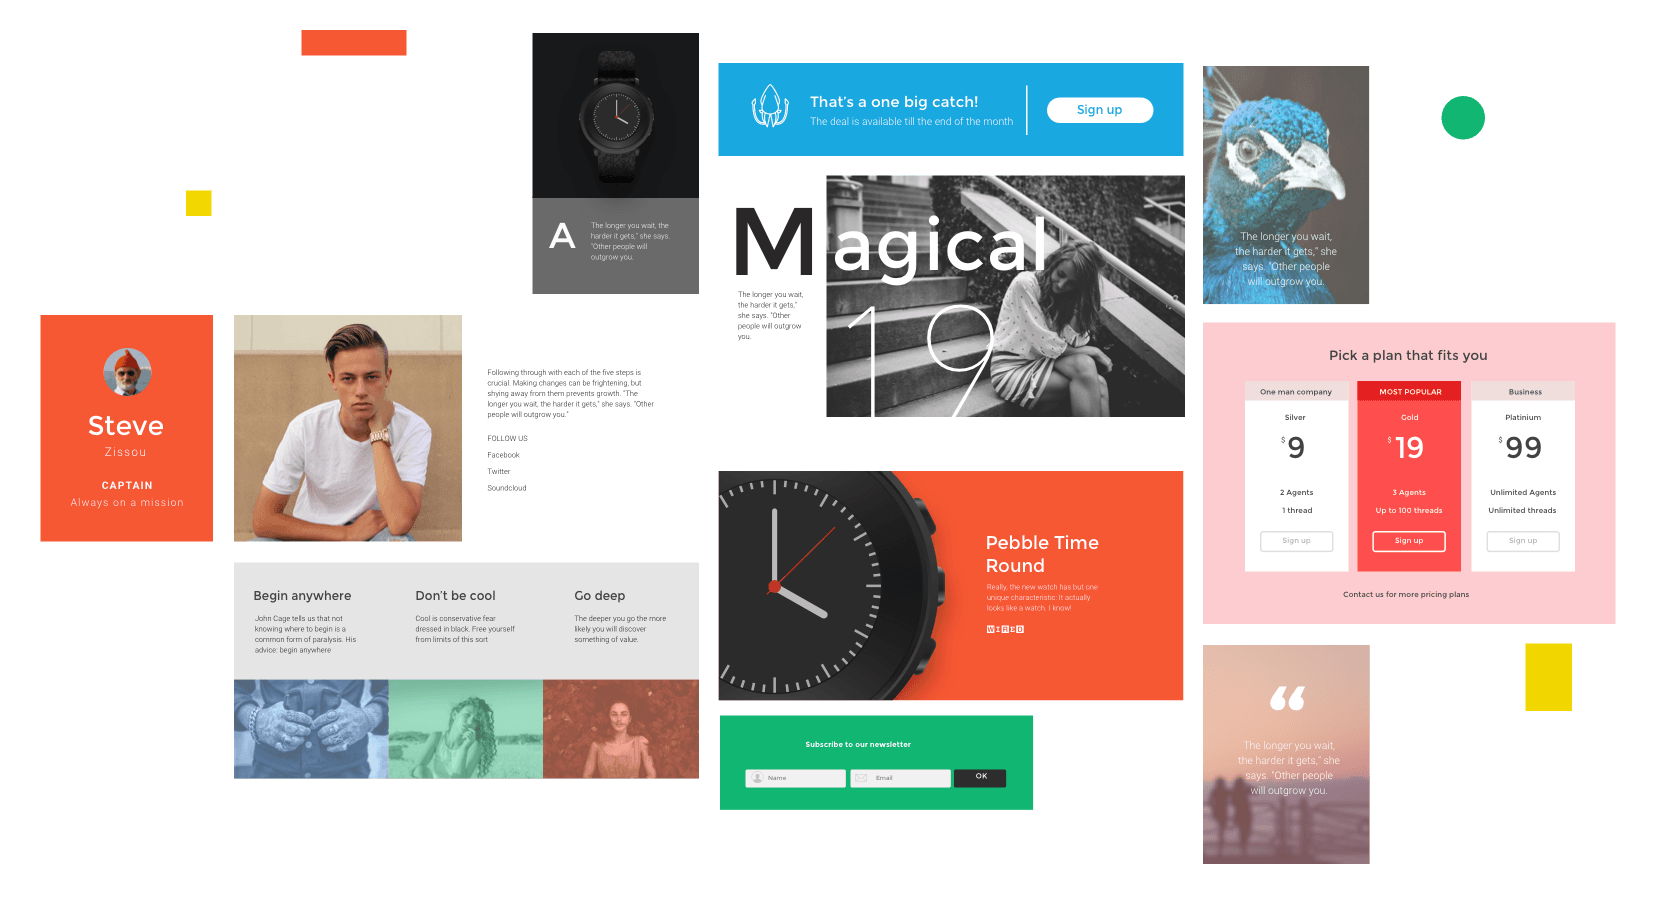 A
The longer you wait, the
harder it gets," she says.
"Other people will
outgrow you.
That's a one big catch!
The deal is available till the end of the month
Sign up
Magical
19
The longer you wait,
the harder it gets,"
she says. "Other
people will outgrow
you.
The longer you wait,
the harder it gets," she
says. "Other people
will outgrow you.
Steve
Zissou
CAPTAIN
Always on a mission
Following through with each of the five steps is
crucial. Making changes can be frightening, but
shying away from them prevents growth. "The
longer you wait, the harder it gets," she says. "Other
people will outgrow you."
FOLLOW US
Facebook
Twitter
Soundcloud
Pick a plan that fits you
One man company
Silver
$ 9
2 Agents
1 thread
Sign up
MOST POPULAR
Gold
$ 19
3 Agents
Up to 100 threads
Sign up
Business
Platinium
$ 99
Unlimited Agents
Unlimited threads
Sign up
Contact us for more pricing plans
Pebble Time
Round
Really, the new watch has but one
unique characteristic: It actually
looks like a watch. I know!
WIRED
Begin anywhere
John Cage tells us that not
knowing where to begin is a
common form of paralysis. His
advice: begin anywhere
Don't be cool
Cool is conservative fear
dressed in black. Free yourself
from limits of this sort
Go deep
The deeper you go the more
likely you will discover
something of value.
Subscribe to our newsletter
Name
Email
OK
“
The longer you wait,
the harder it gets," she
says. "Other people
will outgrow you.